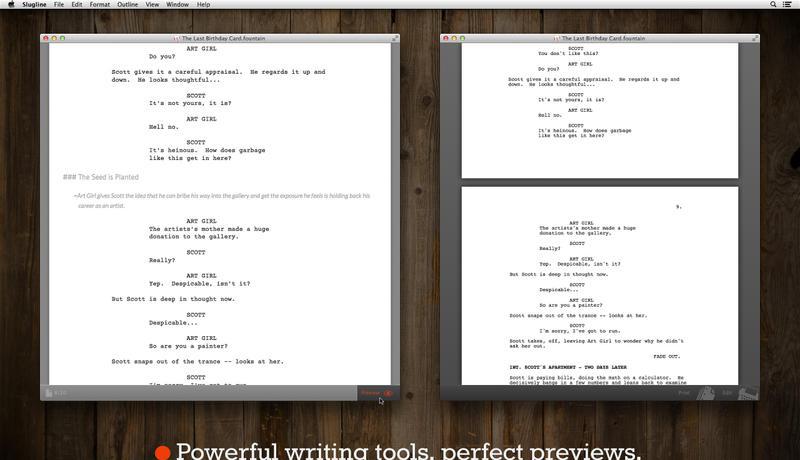 Slugline File Edit Format Outline View Window Help
The Last Birthday Card.fountain
ART GIRL
Do you?
Scott gives it a careful appraisal. He regards it up and
down. He looks thoughtful...
SCOTT
It's not yours, it is?
ART GIRL
Hell no.
SCOTT
It's heinous. How does garbage
like this get in here?
### The Seed is Planted
=Art Girl gives Scott the idea that he can bribe his way into the gallery and get the exposure he feels is holding back his
career as an artist.
ART GIRL
The artists's mother made a huge
donation to the gallery.
SCOTT
Really?
ART GIRL
Yep. Despicable, isn't it?
But Scott is deep in thought now.
SCOTT
Despicable...
ART GIRL
So are you a painter?
Scott snaps out of the trance -- looks at her.
SCOTT
I'm sorry, I've got to run.
Preview
The Last Birthday Card.fountain
SCOTT
You don't like this?
ART GIRL
Do you?
Scott gives it a careful appraisal. He regards it up and
down. He looks thoughtful...
SCOTT
It's not yours, it is?
ART GIRL
Hell no.
SCOTT
It's heinous. How does garbage
like this get in here?
9.
ART GIRL
The artists's mother made a huge
donation to the gallery.
SCOTT
Really?
ART GIRL
Yep. Despicable, isn't it?
But Scott is deep in thought now.
SCOTT
Despicable...
ART GIRL
So are you a painter?
Scott snaps out of the trance -- looks at her.
SCOTT
I'm sorry, I've got to run.
Scott takes, off, leaving Art Girl to wonder why he didn't
ask her out.
FADE OUT.
INT. SCOTT'S APARTMENT - TWO DAYS LATER
Scott is paying bills, doing the math on a calculator. He
decisively bangs in a few numbers and leans back to examine
Print Edit
Powerful writing tools, perfect previews.